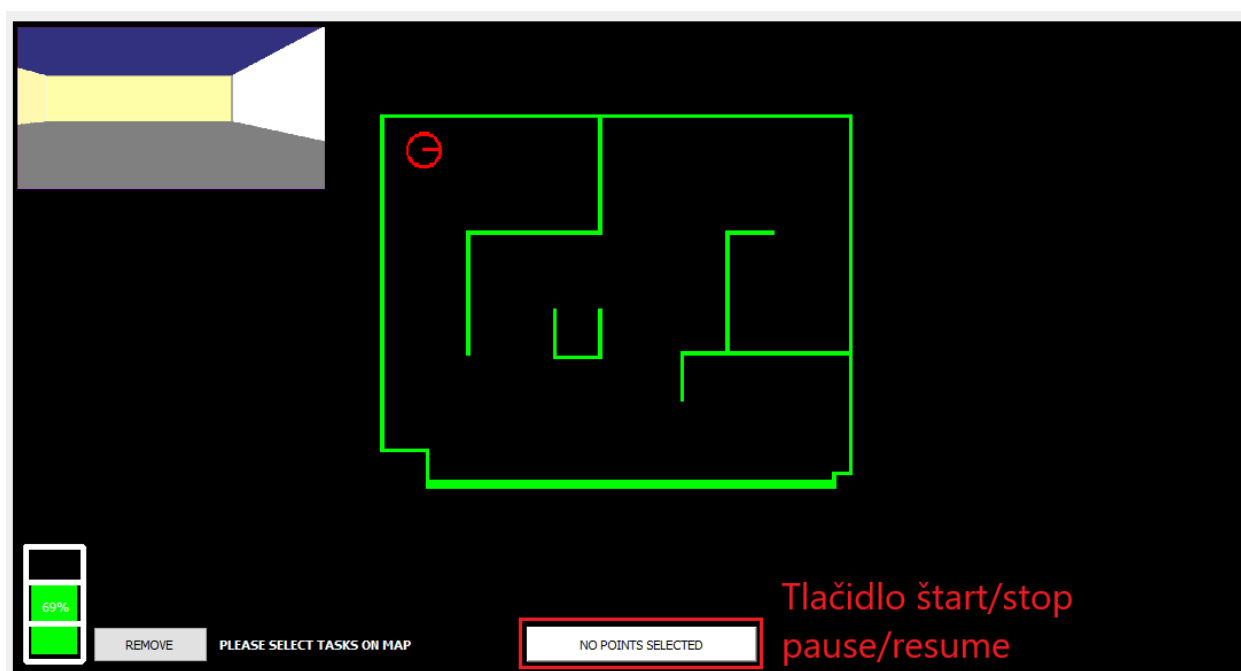 69%
REMOVE
PLEASE SELECT TASKS ON MAP
NO POINTS SELECTED
Tlačidlo štart/stop
pause/resume